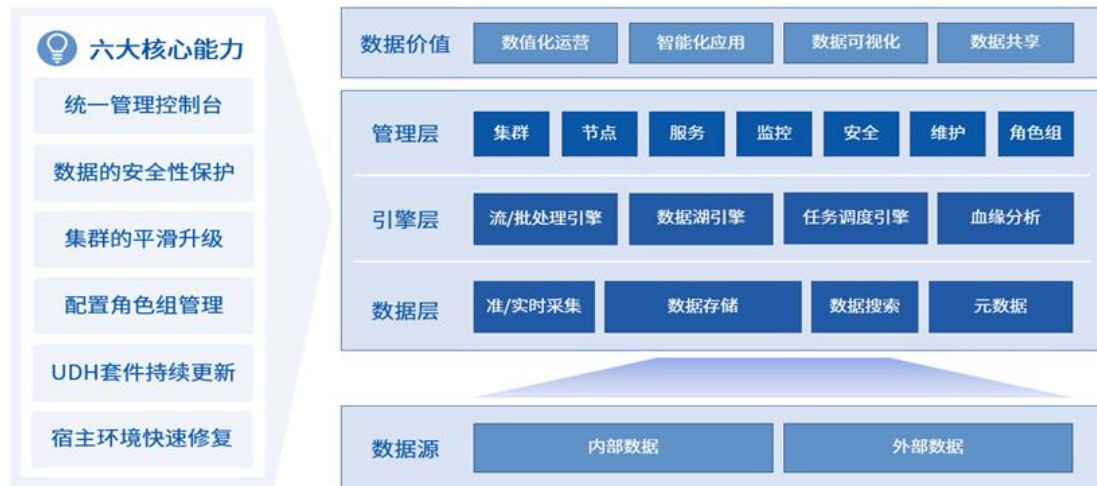 六大核心能力
统一管理控制台
数据的安全性保护
集群的平滑升级
配置角色组管理
UDH套件持续更新
宿主环境快速修复
数据价值 数值化运营 智能化应用 数据可视化 数据共享
管理层 集群 节点 服务 监控 安全 维护 角色组
引擎层 流/批处理引擎 数据湖引擎 任务调度引擎 血缘分析
数据层 准/实时采集 数据存储 数据搜索 元数据
数据源 内部数据 外部数据